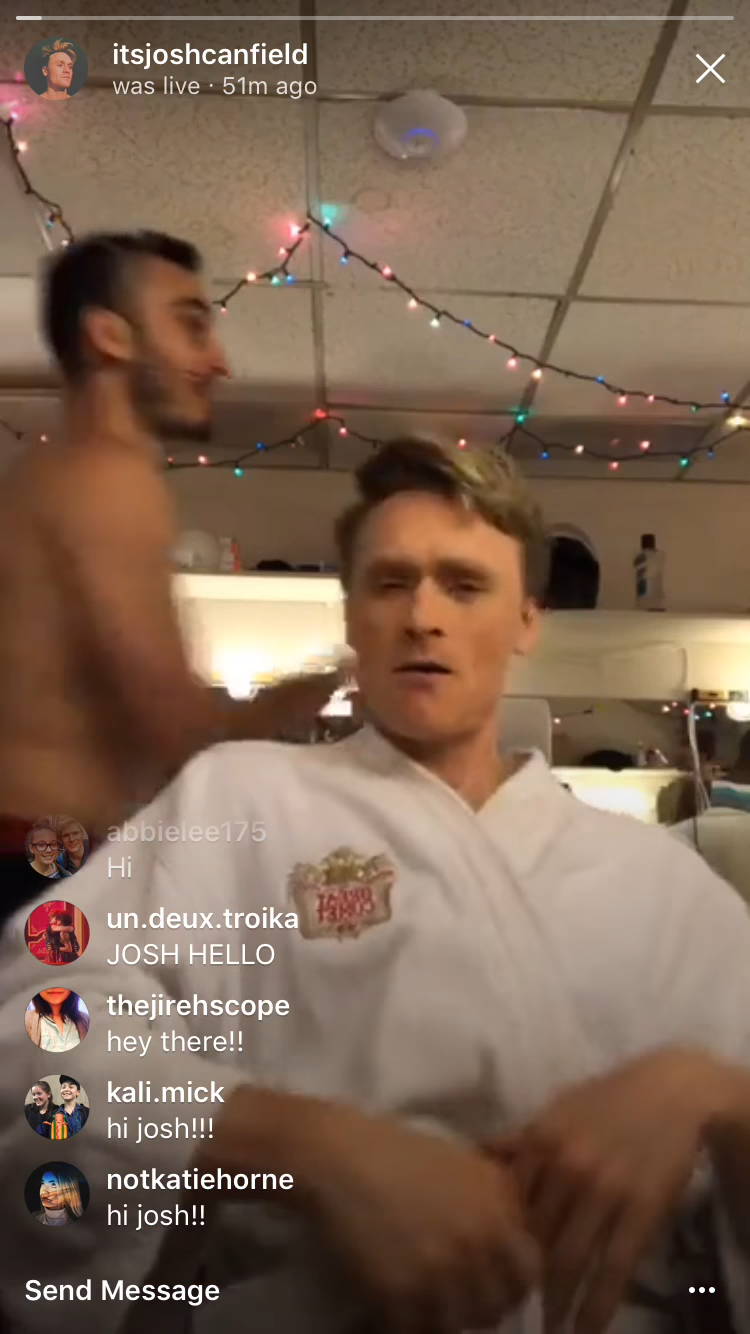 itsjoshcanfield
was live · 51m ago
abbielee175
Hi
un.deux.troika
JOSH HELLO
thejirehscope
hey there!!
kali.mick
hi josh!!!
notkatiehorne
hi josh!!
Send Message